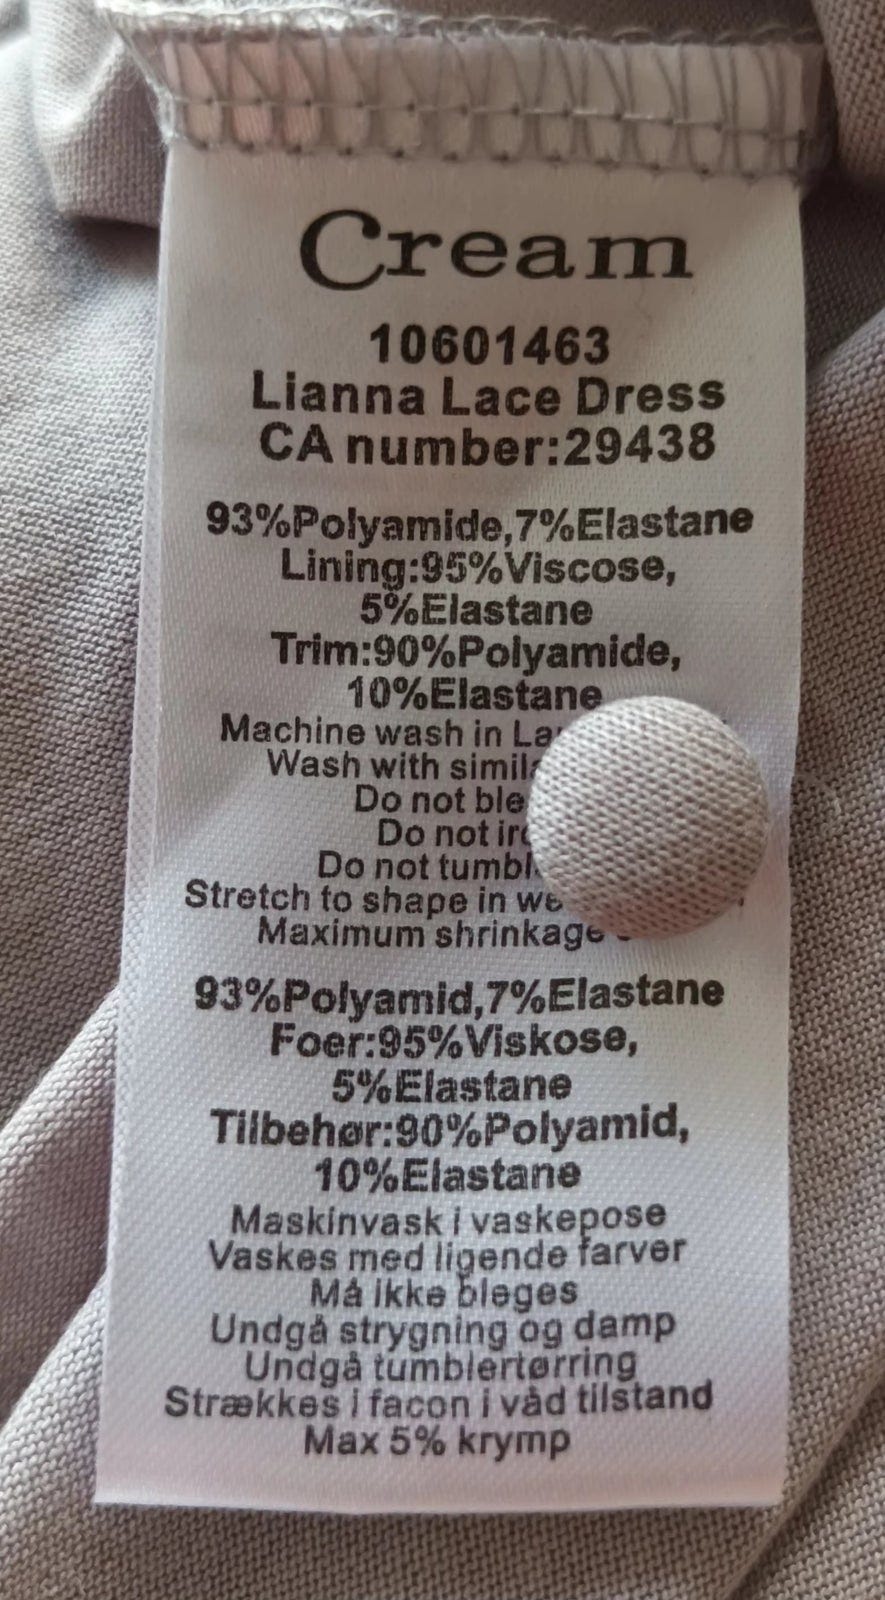 Cream
10601463
Lianna Lace Dress
CA number:29438
93%Polyamide,7%Elastane
Lining:95%Viscose,
5%Elastane
Trim:90%Polyamide,
10%Elastane
Machine wash in
Wash with
Do not
Do not
Do not
Stretch to shape in
Maximum shrinkage
93%Polyamid,7%Elastane
Foer:95%Viskose,
5%Elastane
Tilbehør:90%Polyamid,
10%Elastane
Maskinvask i vaskepose
Vaskes med ligende farver
Må ikke bleges
Undgå strygning og damp
Undgå tumblertørring
Strækkes i facon i våd tilstand
Max 5% krymp